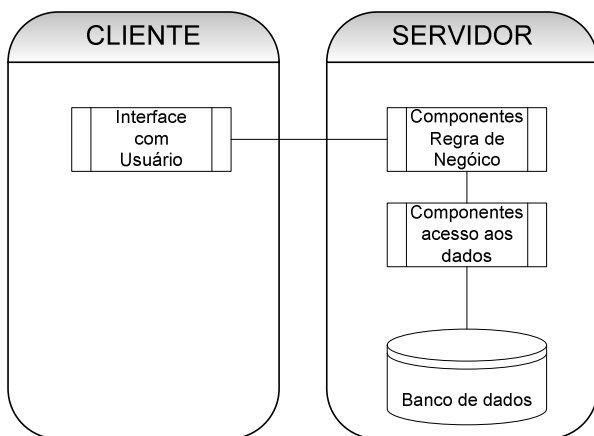 CLIENTE
SERVIDOR
Interface
com
Usuário
Componentes
Regra de
Negóico
Componentes
acesso aos
dados
Banco de dados